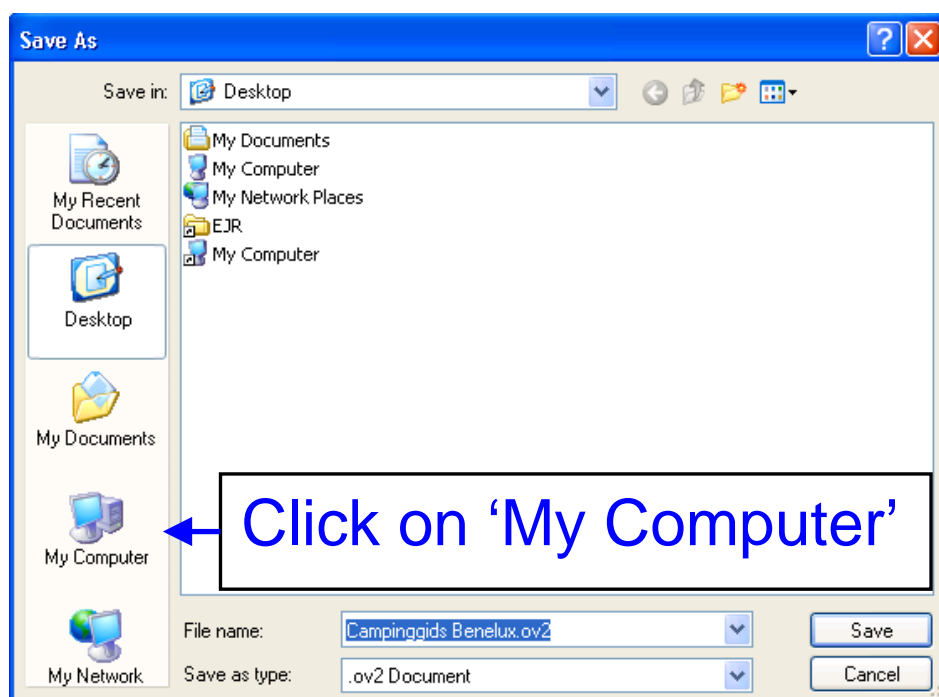 Save As
Save in:
Desktop
My Recent
Documents
Desktop
My Documents
My Computer
My Network
My Documents
My Computer
My Network Places
EJR
My Computer
Click on ‘My Computer’
File name:
Campinggids Benelux.ov2
Save
Save as type:
.ov2 Document
Cancel